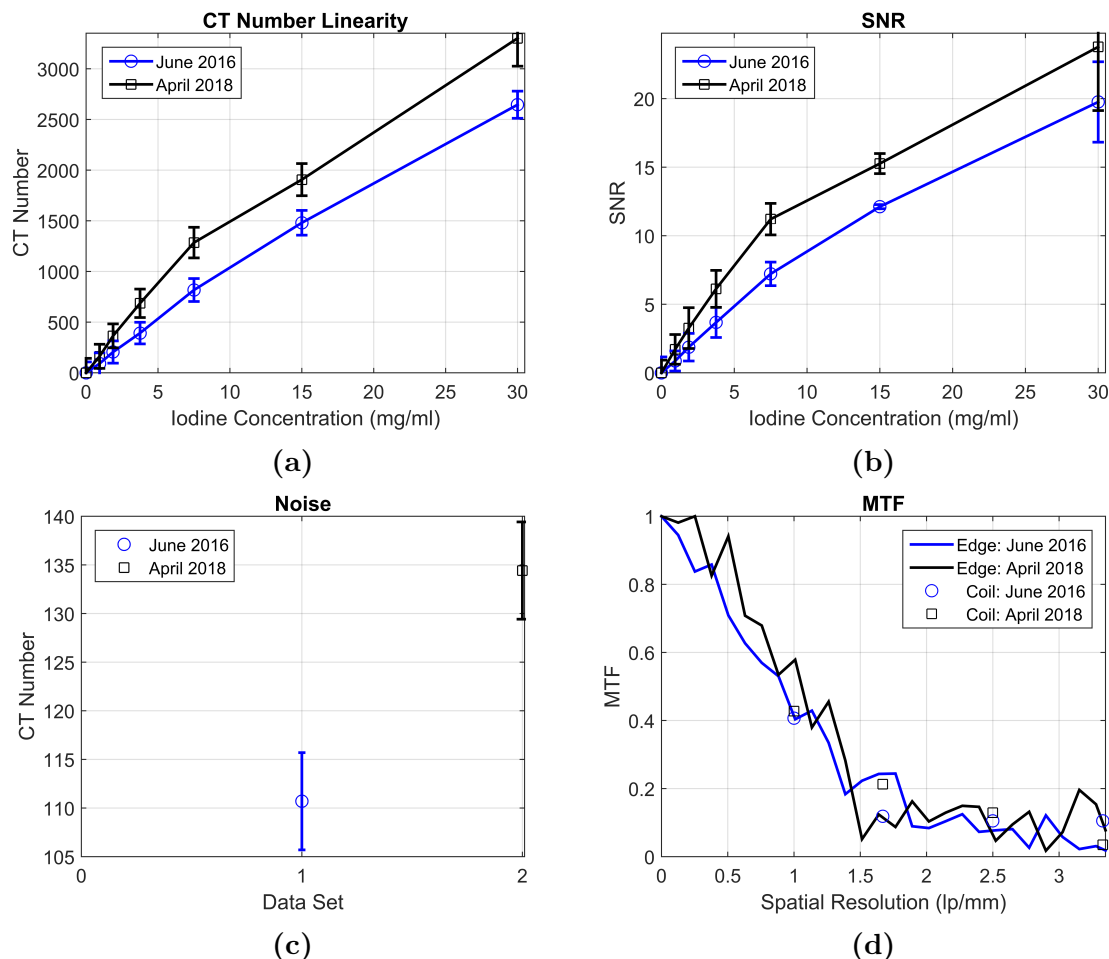 CT Number Linearity
June 2016
April 2018
CT Number
3500
3000
2500
2000
1500
1000
500
0
0 5 10 15 20 25 30
Iodine Concentration (mg/ml)
(a)
SNR
June 2016
April 2018
SNR
20
15
10
5
0
0 5 10 15 20 25 30
Iodine Concentration (mg/ml)
(b)
Noise
June 2016
April 2018
CT Number
140
135
130
125
120
115
110
105
0 1 2
Data Set
(c)
MTF
Edge: June 2016
Edge: April 2018
Coil: June 2016
Coil: April 2018
MTF
1
0.8
0.6
0.4
0.2
0
0 0.5 1 1.5 2 2.5 3
Spatial Resolution (lp/mm)
(d)